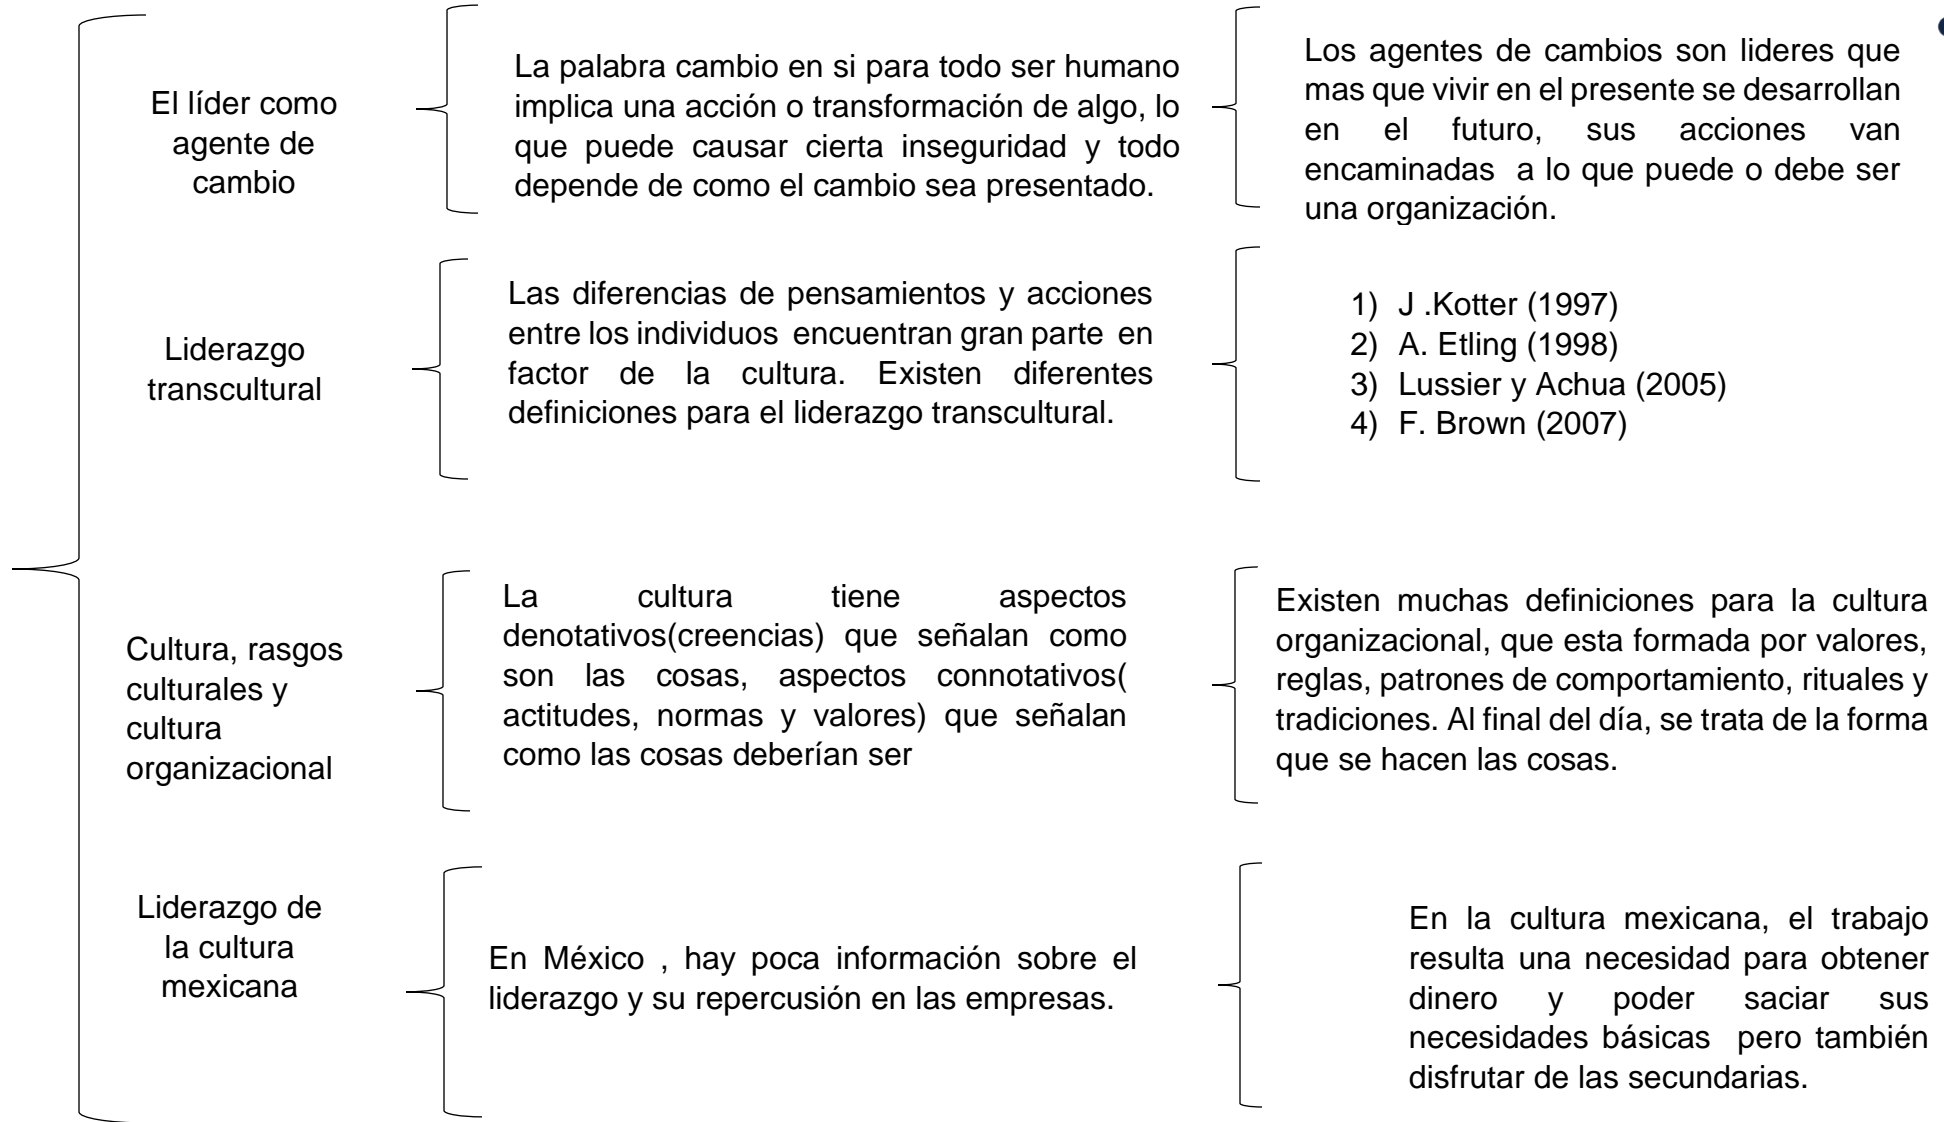 El líder como
agente de
cambio
La palabra cambio en si para todo ser humano
implica una acción o transformación de algo, lo
que puede causar cierta inseguridad y todo
depende de como el cambio sea presentado.
Los agentes de cambios son lideres que
mas que vivir en el presente se desarrollan
en el futuro, sus acciones van
encaminadas a lo que puede o debe ser
una organización.
Liderazgo
transcultural
Las diferencias de pensamientos y acciones
entre los individuos encuentran gran parte en
factor de la cultura. Existen diferentes
definiciones para el liderazgo transcultural.
1) J .Kotter (1997)
2) A. Etling (1998)
3) Lussier y Achua (2005)
4) F. Brown (2007)
Cultura, rasgos
culturales y
cultura
organizacional
La cultura tiene aspectos
denotativos(creencias) que señalan como
son las cosas, aspectos connotativos(
actitudes, normas y valores) que señalan
como las cosas deberían ser
Existen muchas definiciones para la cultura
organizacional, que esta formada por valores,
reglas, patrones de comportamiento, rituales y
tradiciones. Al final del día, se trata de la forma
que se hacen las cosas.
Liderazgo de
la cultura
mexicana
En México , hay poca información sobre el
liderazgo y su repercusión en las empresas.
En la cultura mexicana, el trabajo
resulta una necesidad para obtener
dinero y poder saciar sus
necesidades básicas pero también
disfrutar de las secundarias.